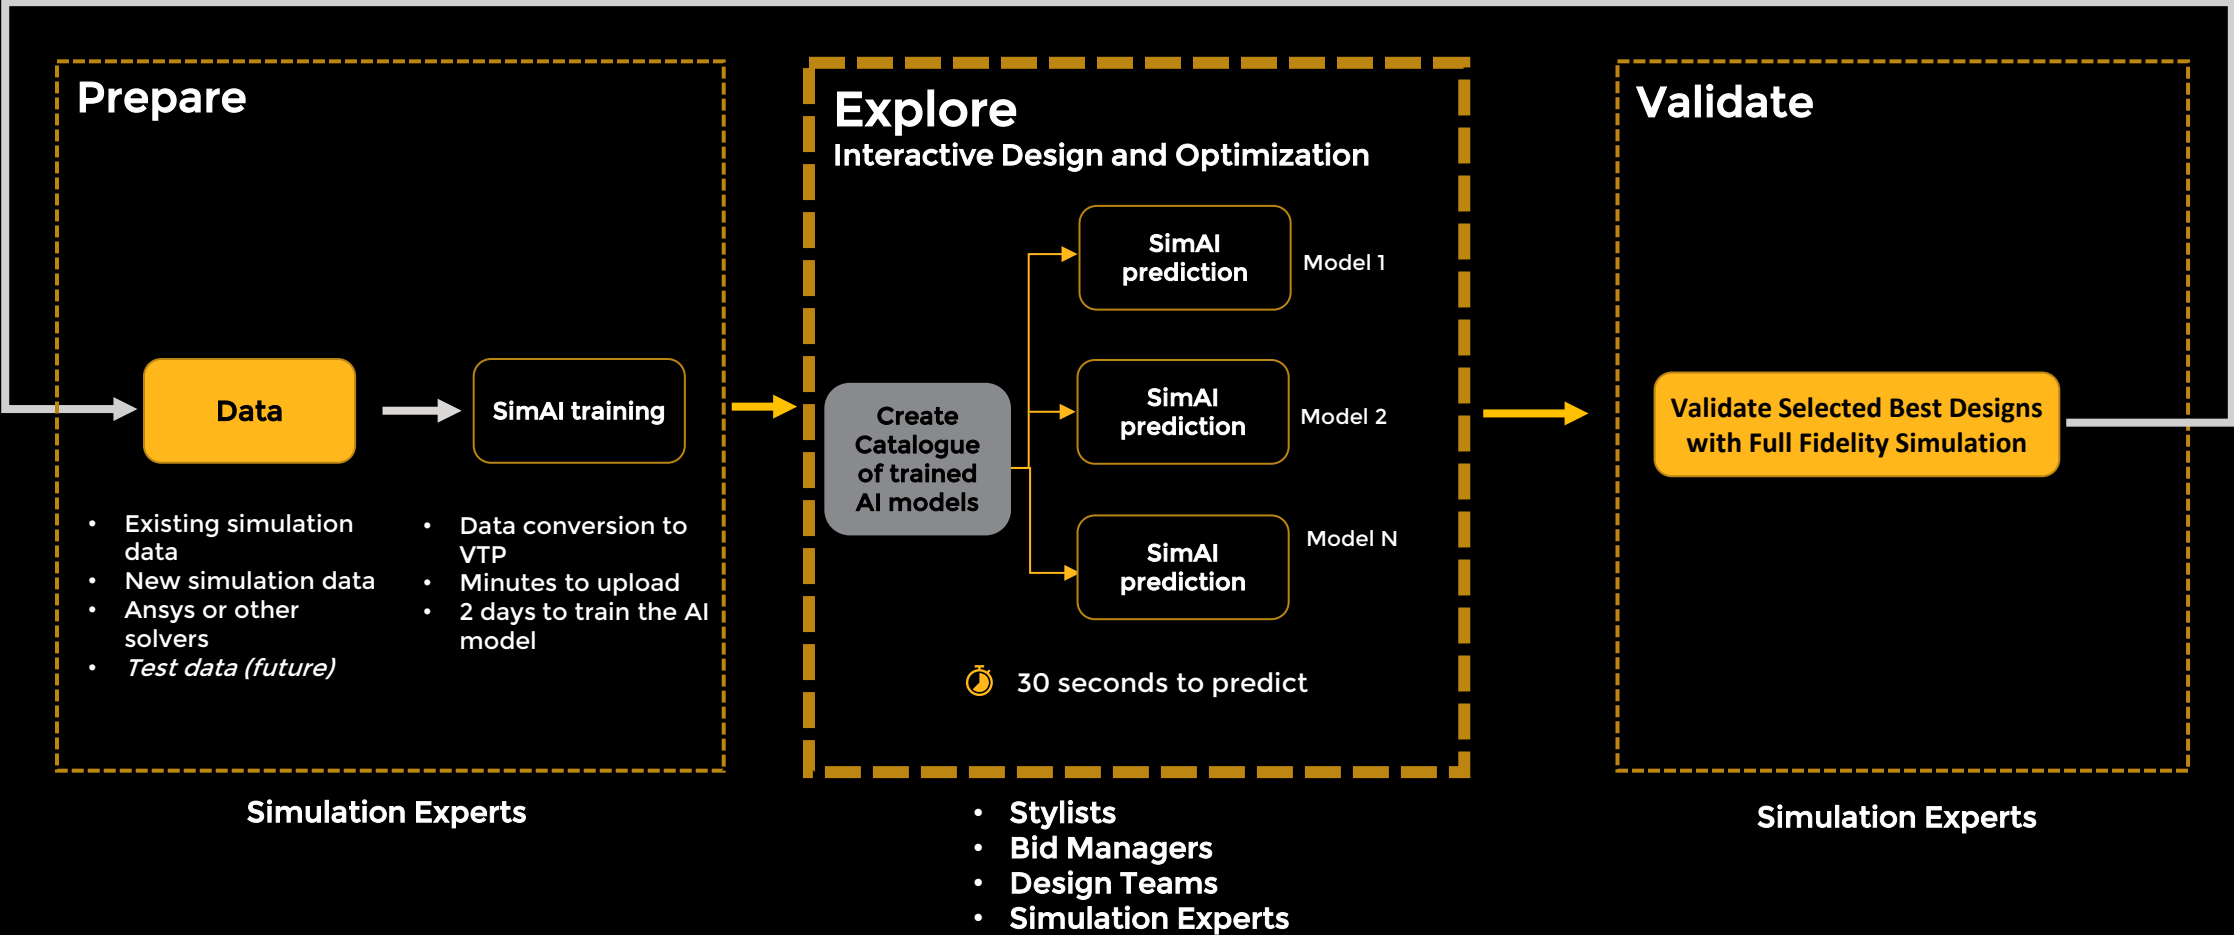 Prepare
Data
SimAI training
• Existing simulation
data
• New simulation data
• Ansys or other
solvers
• Test data (future)
• Data conversion to
VTP
• Minutes to upload
• 2 days to train the AI
model
Simulation Experts
Explore
Interactive Design and Optimization
Create
Catalogue
of trained
AI models
SimAI
prediction
Model 1
SimAI
prediction
Model 2
SimAI
prediction
Model N
30 seconds to predict
• Stylists
• Bid Managers
• Design Teams
• Simulation Experts
Validate
Validate Selected Best Designs
with Full Fidelity Simulation
Simulation Experts